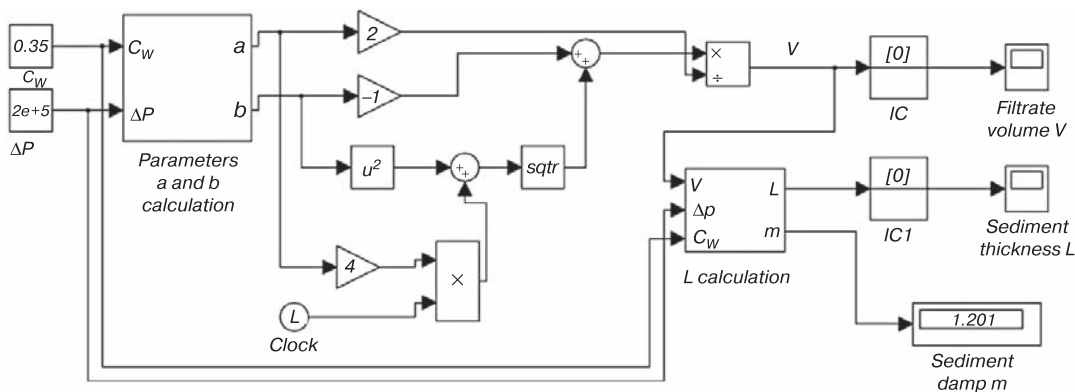 0.35
C_W
2e+5
ΔP
C_W
ΔP
a
b
Parameters
a and b
calculation
2
–1
u²
4
L
Clock
+
+
sqtr
×
+
+
×
÷
V
[0]
IC
Filtrate
volume V
V
Δp
C_W
L
m
L calculation
[0]
IC1
Sediment
thickness L
1.201
Sediment
damp m